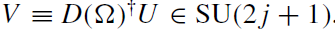 V ≡ D(Ω)†U ∈ SU(2j + 1).